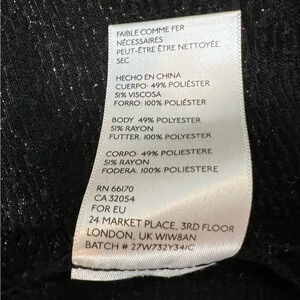 FAIBLE COMME FER
NÉCESSAIRES
PEUT-ÊTRE ÊTRE NETTOYÉE
SEC
HECHO EN CHINA
CUERPO: 49% POLIÉSTER
51% VISCOSA
FORRO: 100% POLIÉSTER
BODY 49% POLYESTER
51% RAYON
FUTTER. 100% POLYESTER
CORPO: 49% POLIESTERE
51% RAYON
FODERA. 100% POLIESTERE
RN 66170
CA 32054
FOR EU
24 MARKET PLACE, 3RD FLOOR
LONDON, UK W1W8AN
BATCH # 27W732Y34JC